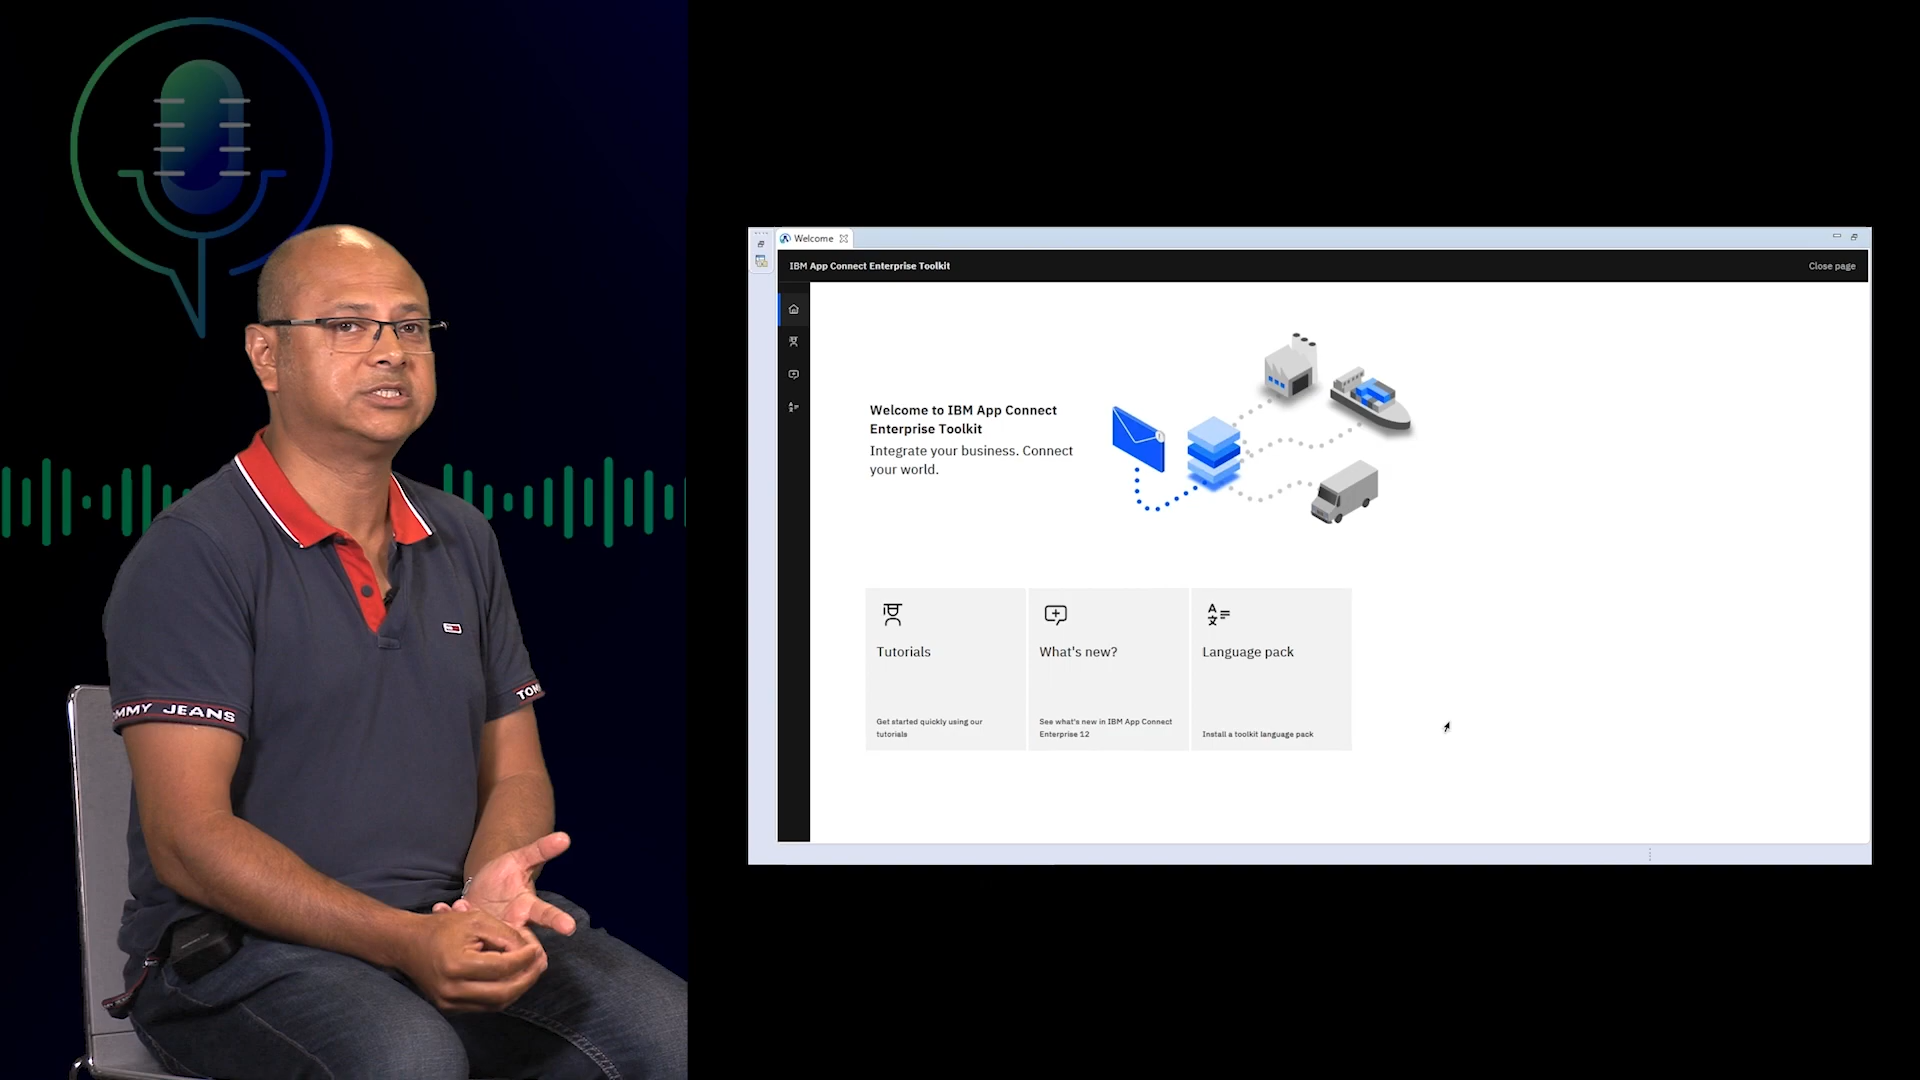 MMY JEANS
TOM
Welcome
IBM App Connect Enterprise Toolkit
Close page
Welcome to IBM App Connect
Enterprise Toolkit
Integrate your business. Connect
your world.
Tutorials
Get started quickly using our
tutorials
What's new?
See what's new in IBM App Connect
Enterprise 12
Language pack
Install a toolkit language pack